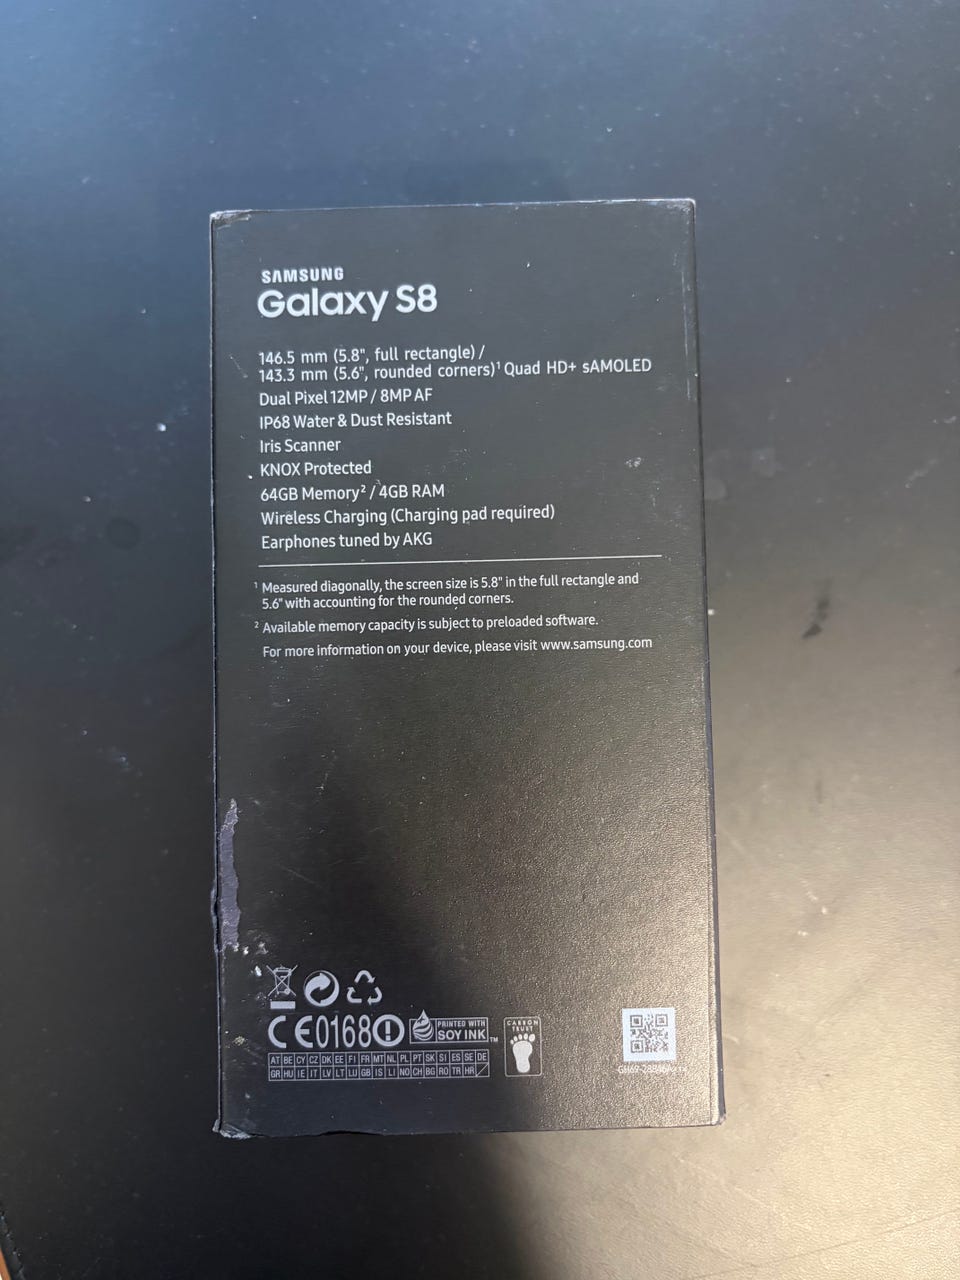 SAMSUNG
Galaxy S8
146.5 mm (5.8", full rectangle) /
143.3 mm (5.6", rounded corners)¹ Quad HD+ sAMOLED
Dual Pixel 12MP / 8MP AF
IP68 Water & Dust Resistant
Iris Scanner
KNOX Protected
64GB Memory² / 4GB RAM
Wireless Charging (Charging pad required)
Earphones tuned by AKG
¹ Measured diagonally, the screen size is 5.8" in the full rectangle and
5.6" with accounting for the rounded corners.
² Available memory capacity is subject to preloaded software.
For more information on your device, please visit www.samsung.com
CE0168
PRINTED WITH
SOY INK™
CARBON
TRUST
AT BE CY CZ DK EE FI FR MT NL PL PT SK SI ES SE DE
GR HU IE IT LV LT LU GB IS LI NO CH BG RO TR HR